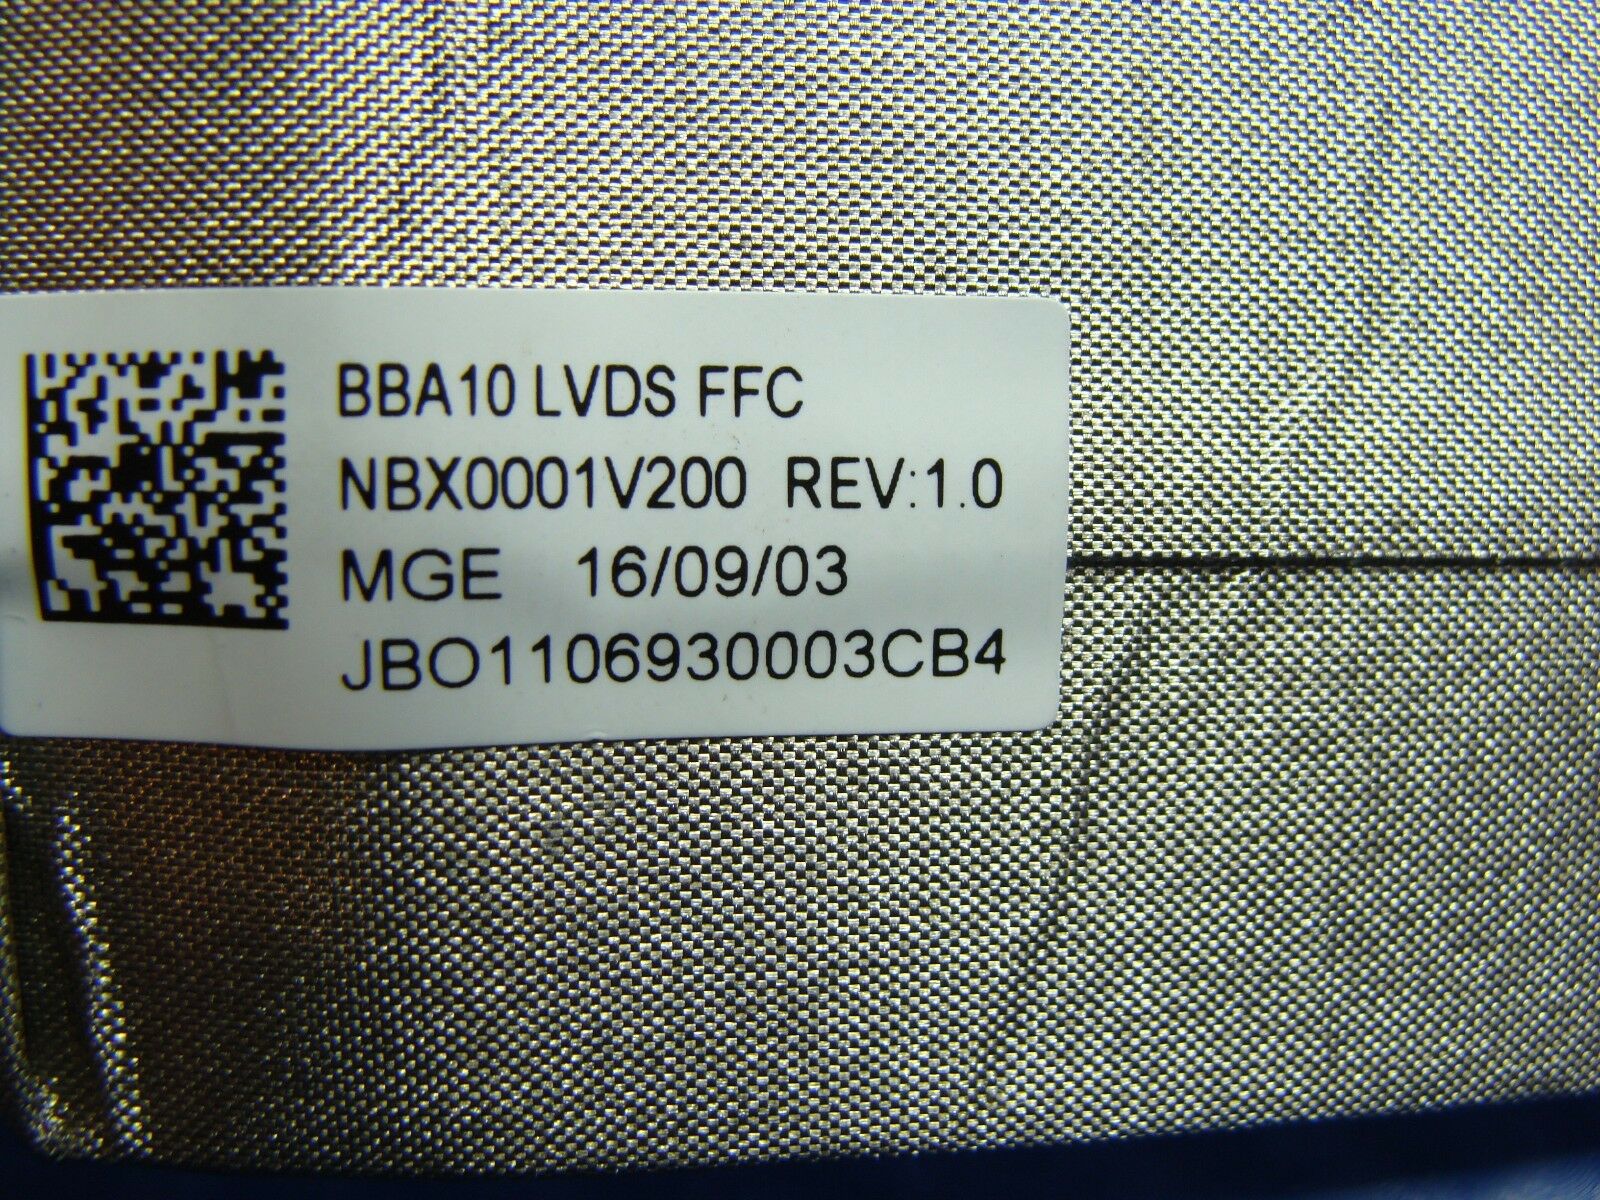 BBA10 LVDS FFC
NBX0001V200 REV:1.0
MGE 16/09/03
JBO1106930003CB4